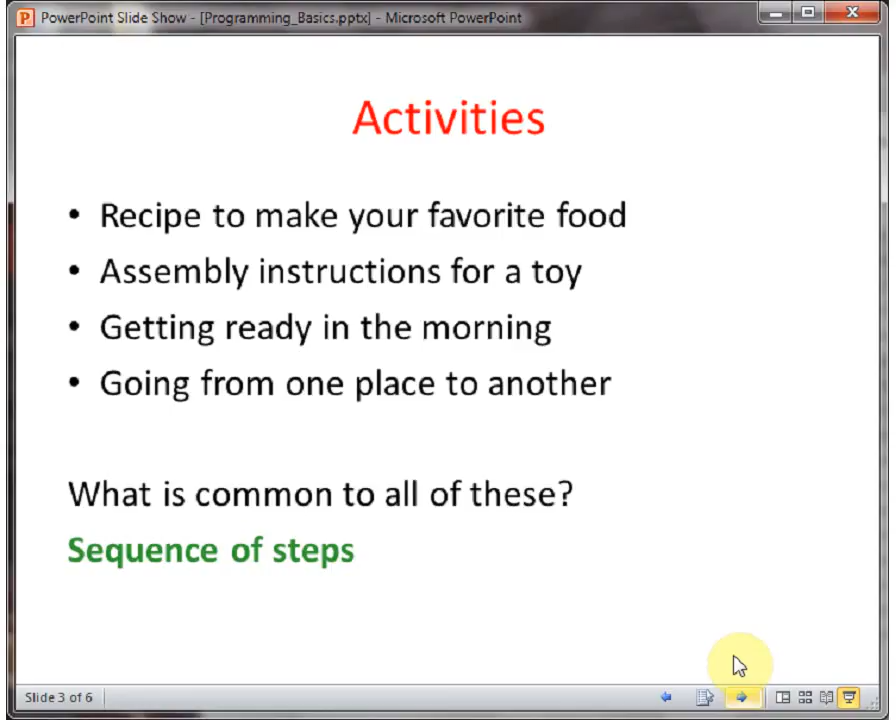 PowerPoint Slide Show - [Programming_Basics.pptx] - Microsoft PowerPoint
Activities
• Recipe to make your favorite food
• Assembly instructions for a toy
• Getting ready in the morning
• Going from one place to another
What is common to all of these?
Sequence of steps
Slide 3 of 6